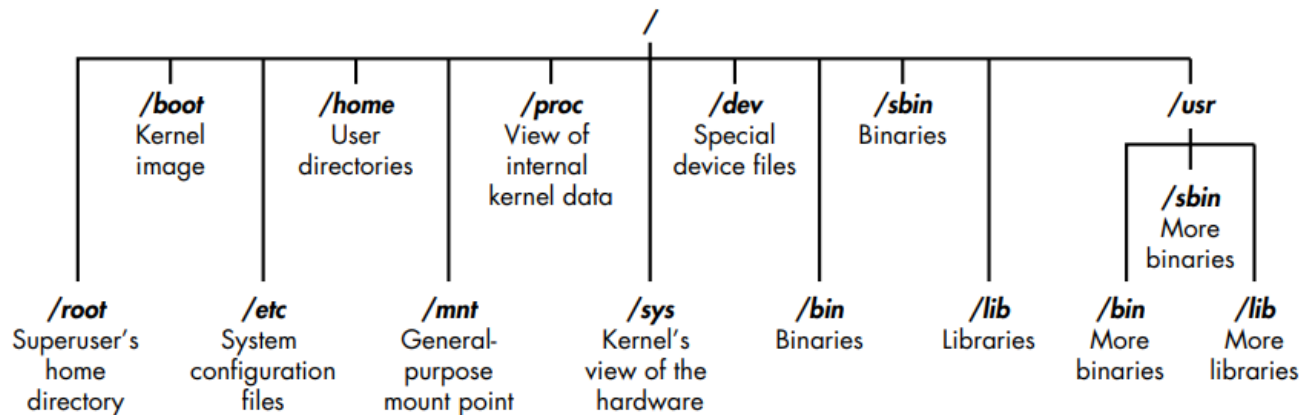 /
/boot
Kernel
image
/home
User
directories
/proc
View of
internal
kernel data
/dev
Special
device files
/sbin
Binaries
/usr
/sbin
More
binaries
/root
Superuser's
home
directory
/etc
System
configuration
files
/mnt
General-
purpose
mount point
/sys
Kernel's
view of the
hardware
/bin
Binaries
/lib
Libraries
/bin
More
binaries
/lib
More
libraries